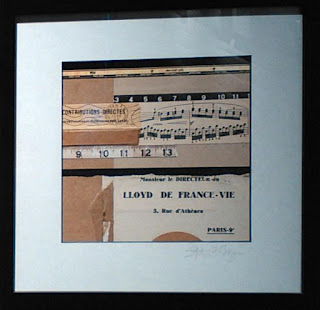 3 4 5 6 7 8 9 10 11
CONTRIBUTIONS DIRECTES
9 10 11 12 13
Monsieur le DIRECTEUR du
LLOYD DE FRANCE-VIE
5, Rue d'Athènes
PARIS-9e